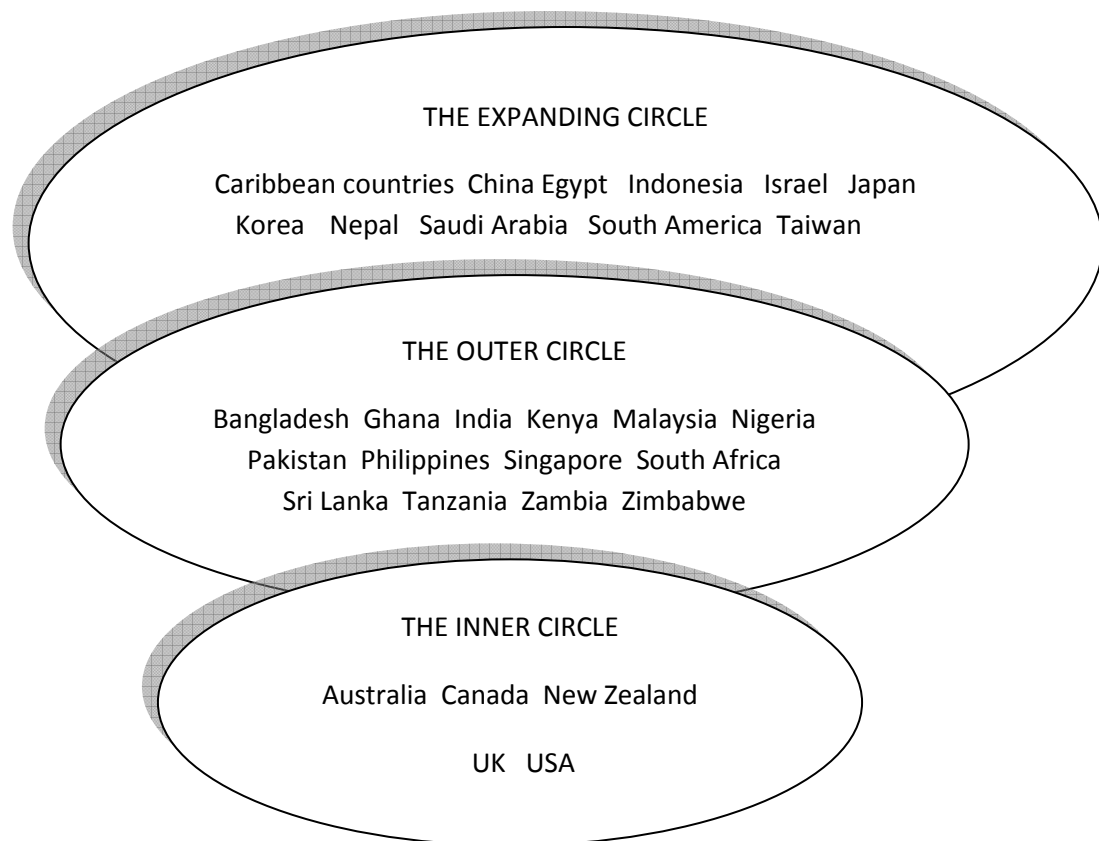 THE EXPANDING CIRCLE
Caribbean countries China Egypt Indonesia Israel Japan
Korea Nepal Saudi Arabia South America Taiwan
THE OUTER CIRCLE
Bangladesh Ghana India Kenya Malaysia Nigeria
Pakistan Philippines Singapore South Africa
Sri Lanka Tanzania Zambia Zimbabwe
THE INNER CIRCLE
Australia Canada New Zealand
UK USA